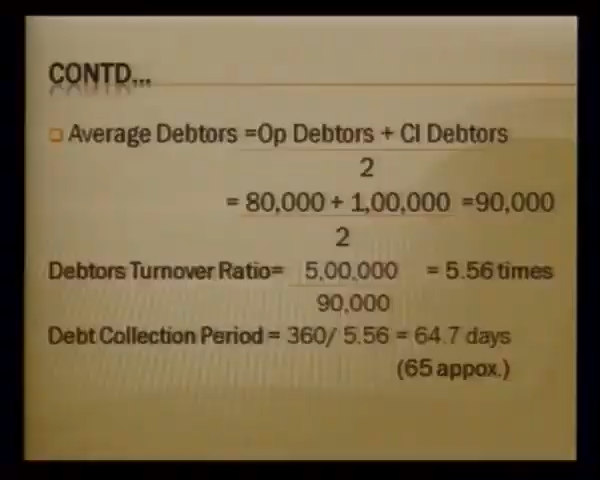 CONTD...
Average Debtors =Op Debtors + Cl Debtors
2
= 80,000 + 1,00,000 =90,000
2
Debtors Turnover Ratio= 5,00,000 = 5.56 times
90,000
Debt Collection Period = 360/ 5.56 = 64.7 days
(65 appox.)